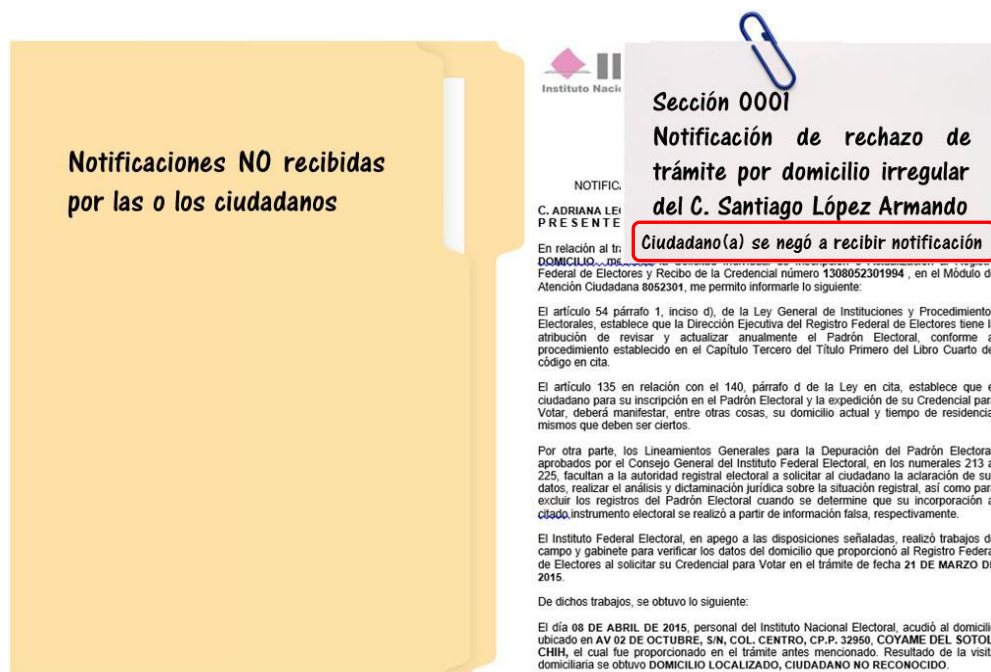 Notificaciones NO recibidas
por las o los ciudadanos
Instituto Naci
Sección 0001
Notificación de rechazo de
trámite por domicilio irregular
del C. Santiago López Armando
Ciudadano(a) se negó a recibir notificación
NOTIFIC
C. ADRIANA LE
P R E S E N T E
En relación al tr
DOMICILIO
Federal de Electores y Recibo de la Credencial número 1308052301994 , en el Módulo d
Atención Ciudadana 8052301, me permito informarle lo siguiente:
El artículo 54 párrafo 1, inciso d), de la Ley General de Instituciones y Procedimiento
Electorales, establece que la Dirección Ejecutiva del Registro Federal de Electores tiene l
atribución de revisar y actualizar anualmente el Padrón Electoral, conforme a
procedimiento establecido en el Capítulo Tercero del Título Primero del Libro Cuarto de
código en cita.
El artículo 135 en relación con el 140, párrafo d de la Ley en cita, establece que e
ciudadano para su inscripción en el Padrón Electoral y la expedición de su Credencial par
Votar, deberá manifestar, entre otras cosas, su domicilio actual y tiempo de residencia
mismos que deben ser ciertos.
Por otra parte, los Lineamientos Generales para la Depuración del Padrón Electora
aprobados por el Consejo General del Instituto Federal Electoral, en los numerales 213 a
225, facultan a la autoridad registral electoral a solicitar al ciudadano la aclaración de su
datos, realizar el análisis y dictaminación jurídica sobre la situación registral, así como par
excluir los registros del Padrón Electoral cuando se determine que su incorporación a
citado instrumento electoral se realizó a partir de información falsa, respectivamente.
El Instituto Federal Electoral, en apego a las disposiciones señaladas, realizó trabajos d
campo y gabinete para verificar los datos del domicilio que proporcionó al Registro Federa
de Electores al solicitar su Credencial para Votar en el trámite de fecha 21 DE MARZO D
2015.
De dichos trabajos, se obtuvo lo siguiente:
El día 08 DE ABRIL DE 2015, personal del Instituto Nacional Electoral, acudió al domicili
ubicado en AV 02 DE OCTUBRE, S/N, COL. CENTRO, CP.P. 32950, COYAME DEL SOTOL
CHIH, el cual fue proporcionado en el trámite antes mencionado. Resultado de la visit
domiciliaria se obtuvo DOMICILIO LOCALIZADO, CIUDADANO NO RECONOCIDO.